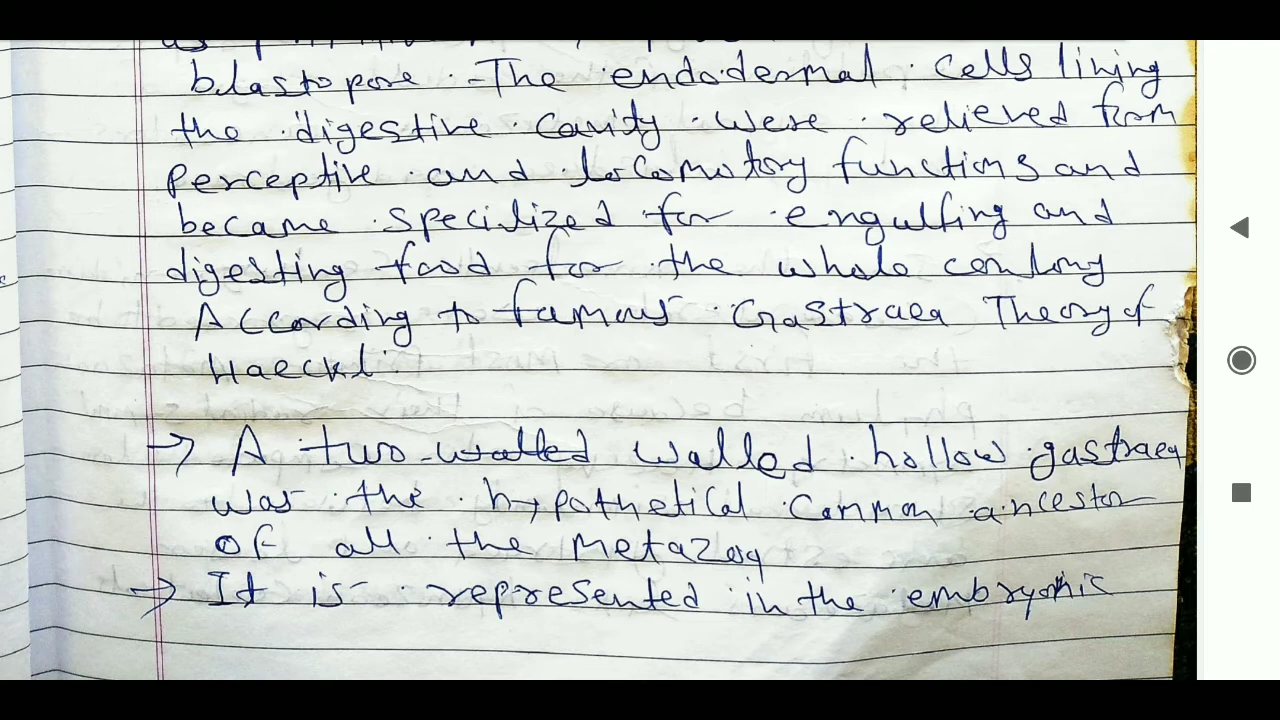 blastopore. The endodermal cells lining
the digestive cavity were relieved from
perceptive and locomotory functions and
became specilized for engulfing and
digesting food for the whole
According to famous Gastraea Theory of
Haeckl.
→ A two walled walled hollow gastraea
was the hypothetical common ancestor
of all the metazoa
→ It is represented in the embryonic